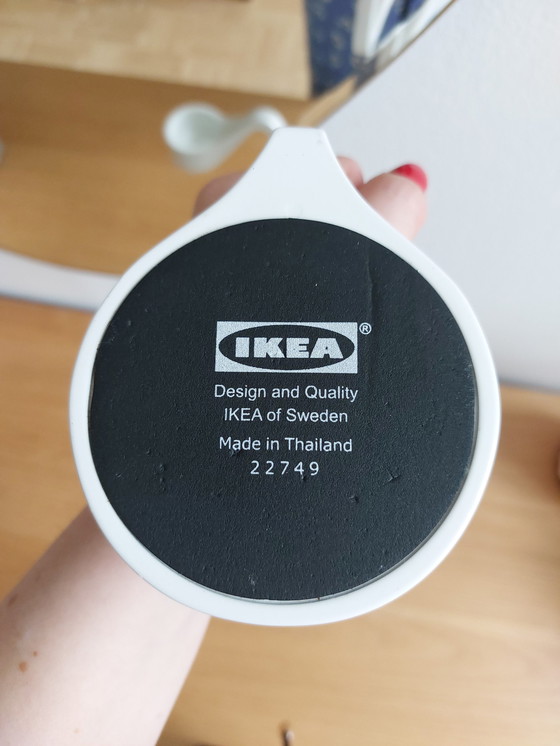 IKEA®
Design and Quality
IKEA of Sweden
Made in Thailand
22749